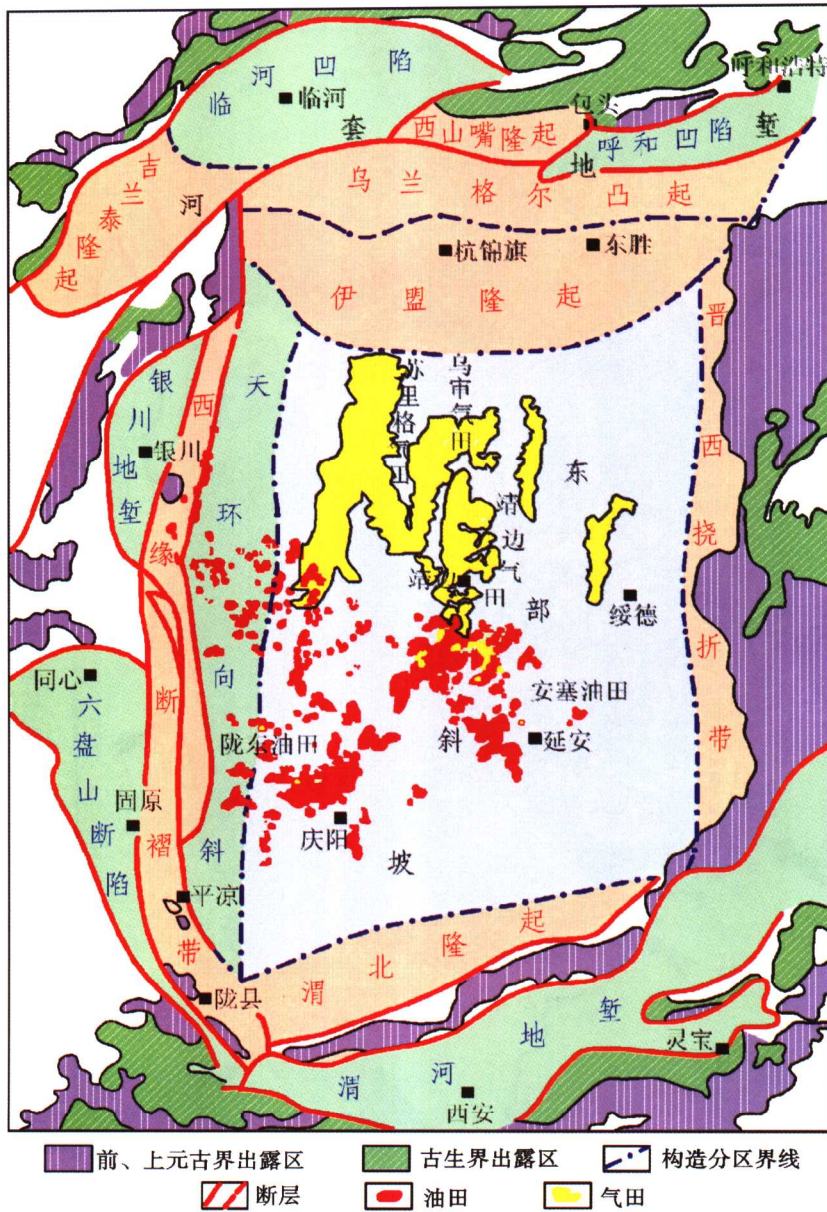 临河凹陷
临河
呼和浩特
包头
西山嘴隆起
呼和凹陷
河套地堑
吉兰泰隆起
乌兰格尔凸起
杭锦旗
东胜
伊盟隆起
晋西挠折带
银川地堑
银川
西缘断褶带
天环向斜
苏里格气田
乌市气田
靖边气田
东部斜坡
绥德
安塞油田
延安
陇东油田
庆阳
同心
六盘山断陷
固原
平凉
陇县
渭北隆起
渭河地堑
灵宝
西安
前、上元古界出露区
古生界出露区
构造分区界线
断层
油田
气田